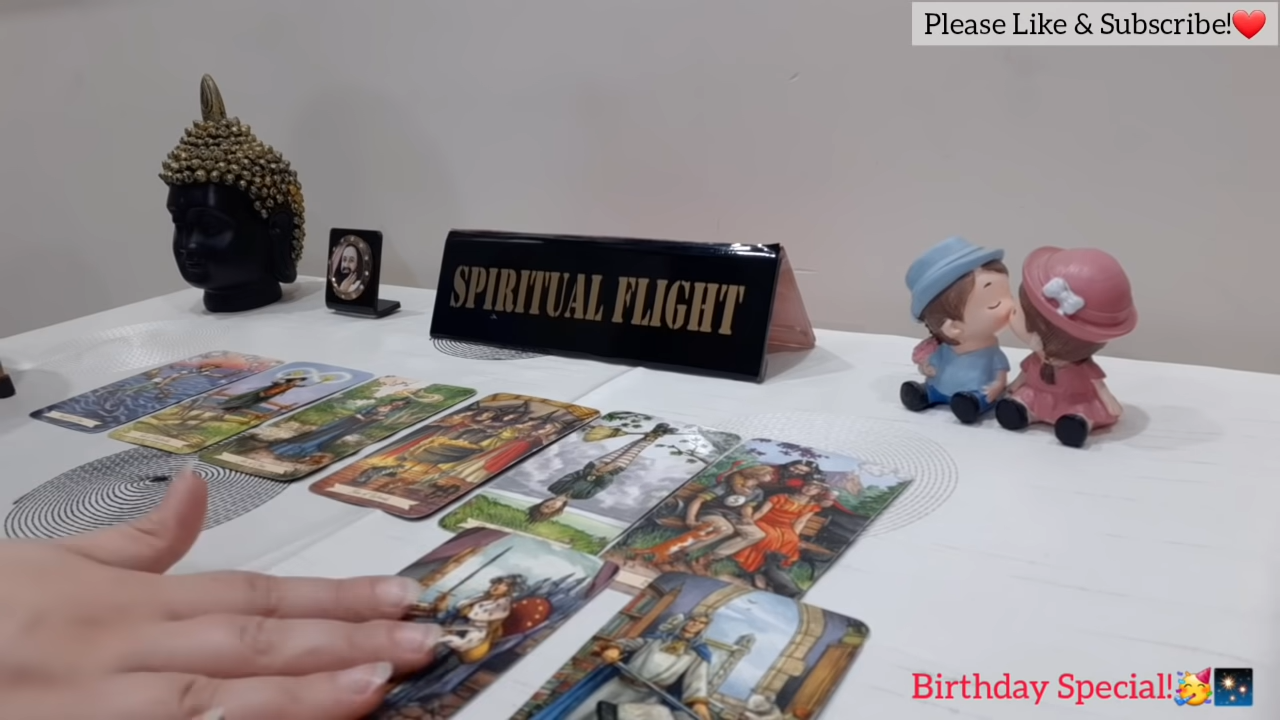 Please Like & Subscribe!❤️
SPIRITUAL FLIGHT
Birthday Special!🥳🎇